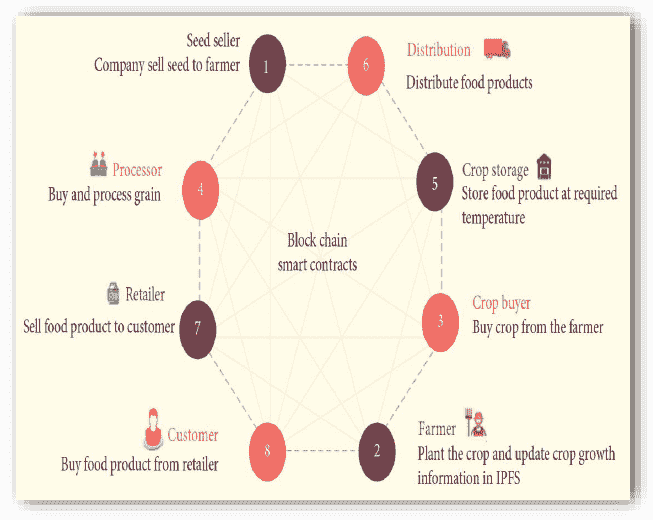 Seed seller
Company sell seed to farmer
1
6
Distribution
Distribute food products
Processor
Buy and process grain
4
5
Crop storage
Store food product at required
temperature
Block chain
smart contracts
Retailer
Sell food product to customer
7
3
Crop buyer
Buy crop from the farmer
Customer
Buy food product from retailer
8
2
Farmer
Plant the crop and update crop growth
information in IPFS